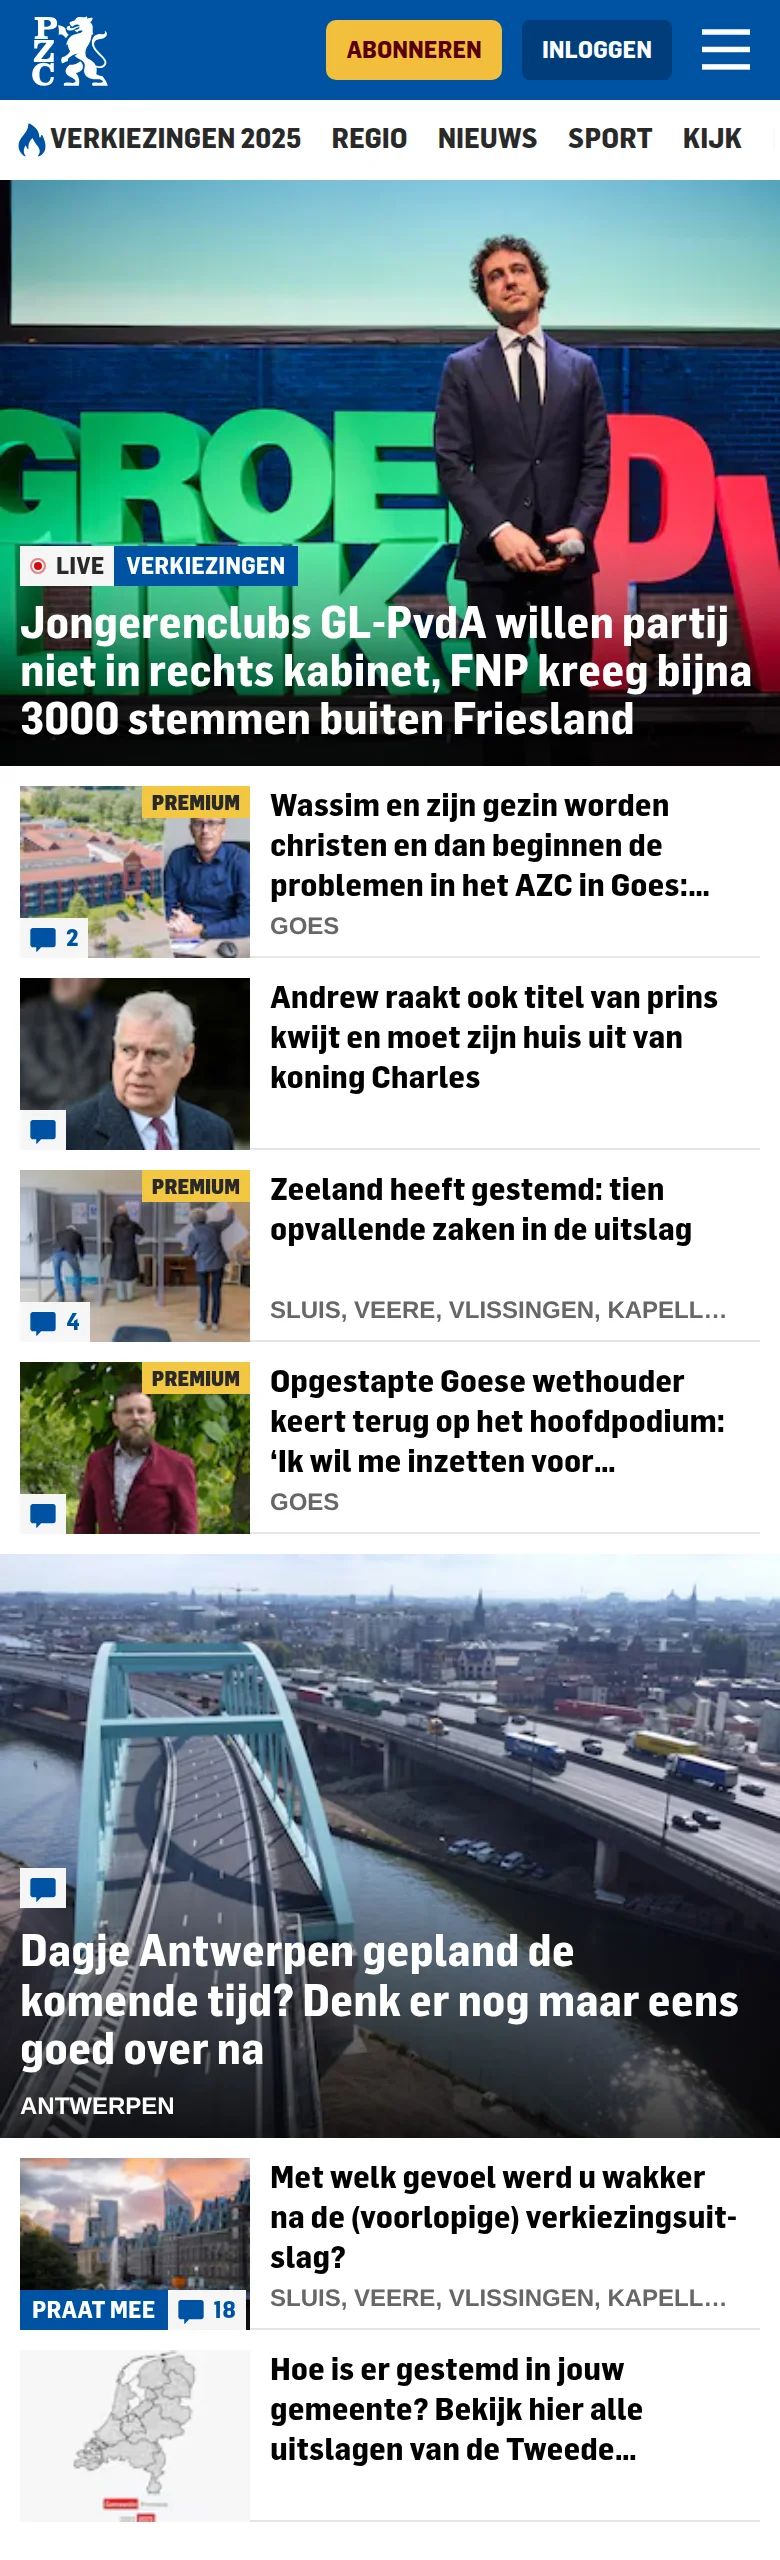 PZC
ABONNEREN
INLOGGEN
VERKIEZINGEN 2025
REGIO
NIEUWS
SPORT
KIJK
GROEN
LINKS
PV
LIVE
VERKIEZINGEN
Jongerenclubs GL-PvdA willen partij
niet in rechts kabinet, FNP kreeg bijna
3000 stemmen buiten Friesland
PREMIUM
2
Wassim en zijn gezin worden
christen en dan beginnen de
problemen in het AZC in Goes:...
GOES
Andrew raakt ook titel van prins
kwijt en moet zijn huis uit van
koning Charles
PREMIUM
4
Zeeland heeft gestemd: tien
opvallende zaken in de uitslag
SLUIS, VEERE, VLISSINGEN, KAPELL...
PREMIUM
Opgestapte Goese wethouder
keert terug op het hoofdpodium:
‘Ik wil me inzetten voor...
GOES
Dagje Antwerpen gepland de
komende tijd? Denk er nog maar eens
goed over na
ANTWERPEN
PRAAT MEE
18
Met welk gevoel werd u wakker
na de (voorlopige) verkiezingsuit-
slag?
SLUIS, VEERE, VLISSINGEN, KAPELL...
Hoe is er gestemd in jouw
gemeente? Bekijk hier alle
uitslagen van de Tweede...